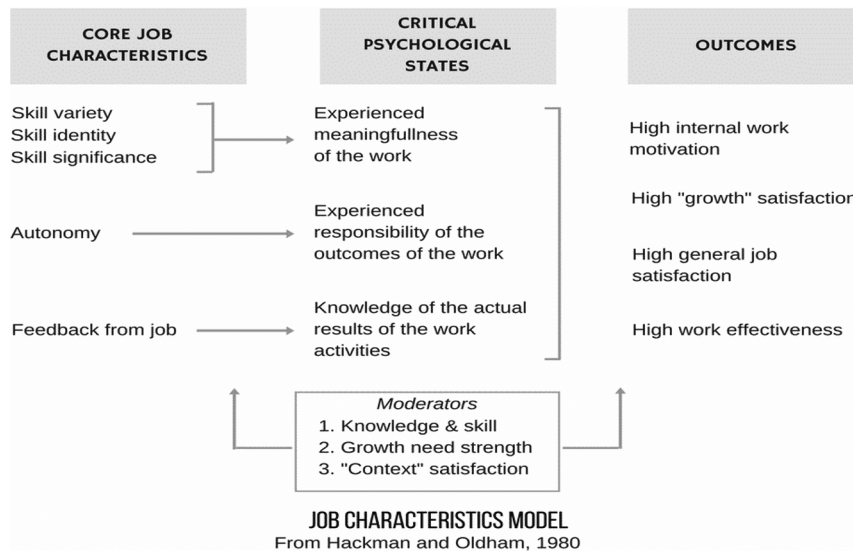 CORE JOB
CHARACTERISTICS
CRITICAL
PSYCHOLOGICAL
STATES
OUTCOMES
Skill variety
Skill identity
Skill significance
Experienced
meaningfullness
of the work
High internal work
motivation
High "growth" satisfaction
Autonomy
Experienced
responsibility of the
outcomes of the work
High general job
satisfaction
Feedback from job
Knowledge of the actual
results of the work
activities
High work effectiveness
Moderators
1. Knowledge & skill
2. Growth need strength
3. "Context" satisfaction
JOB CHARACTERISTICS MODEL
From Hackman and Oldham, 1980